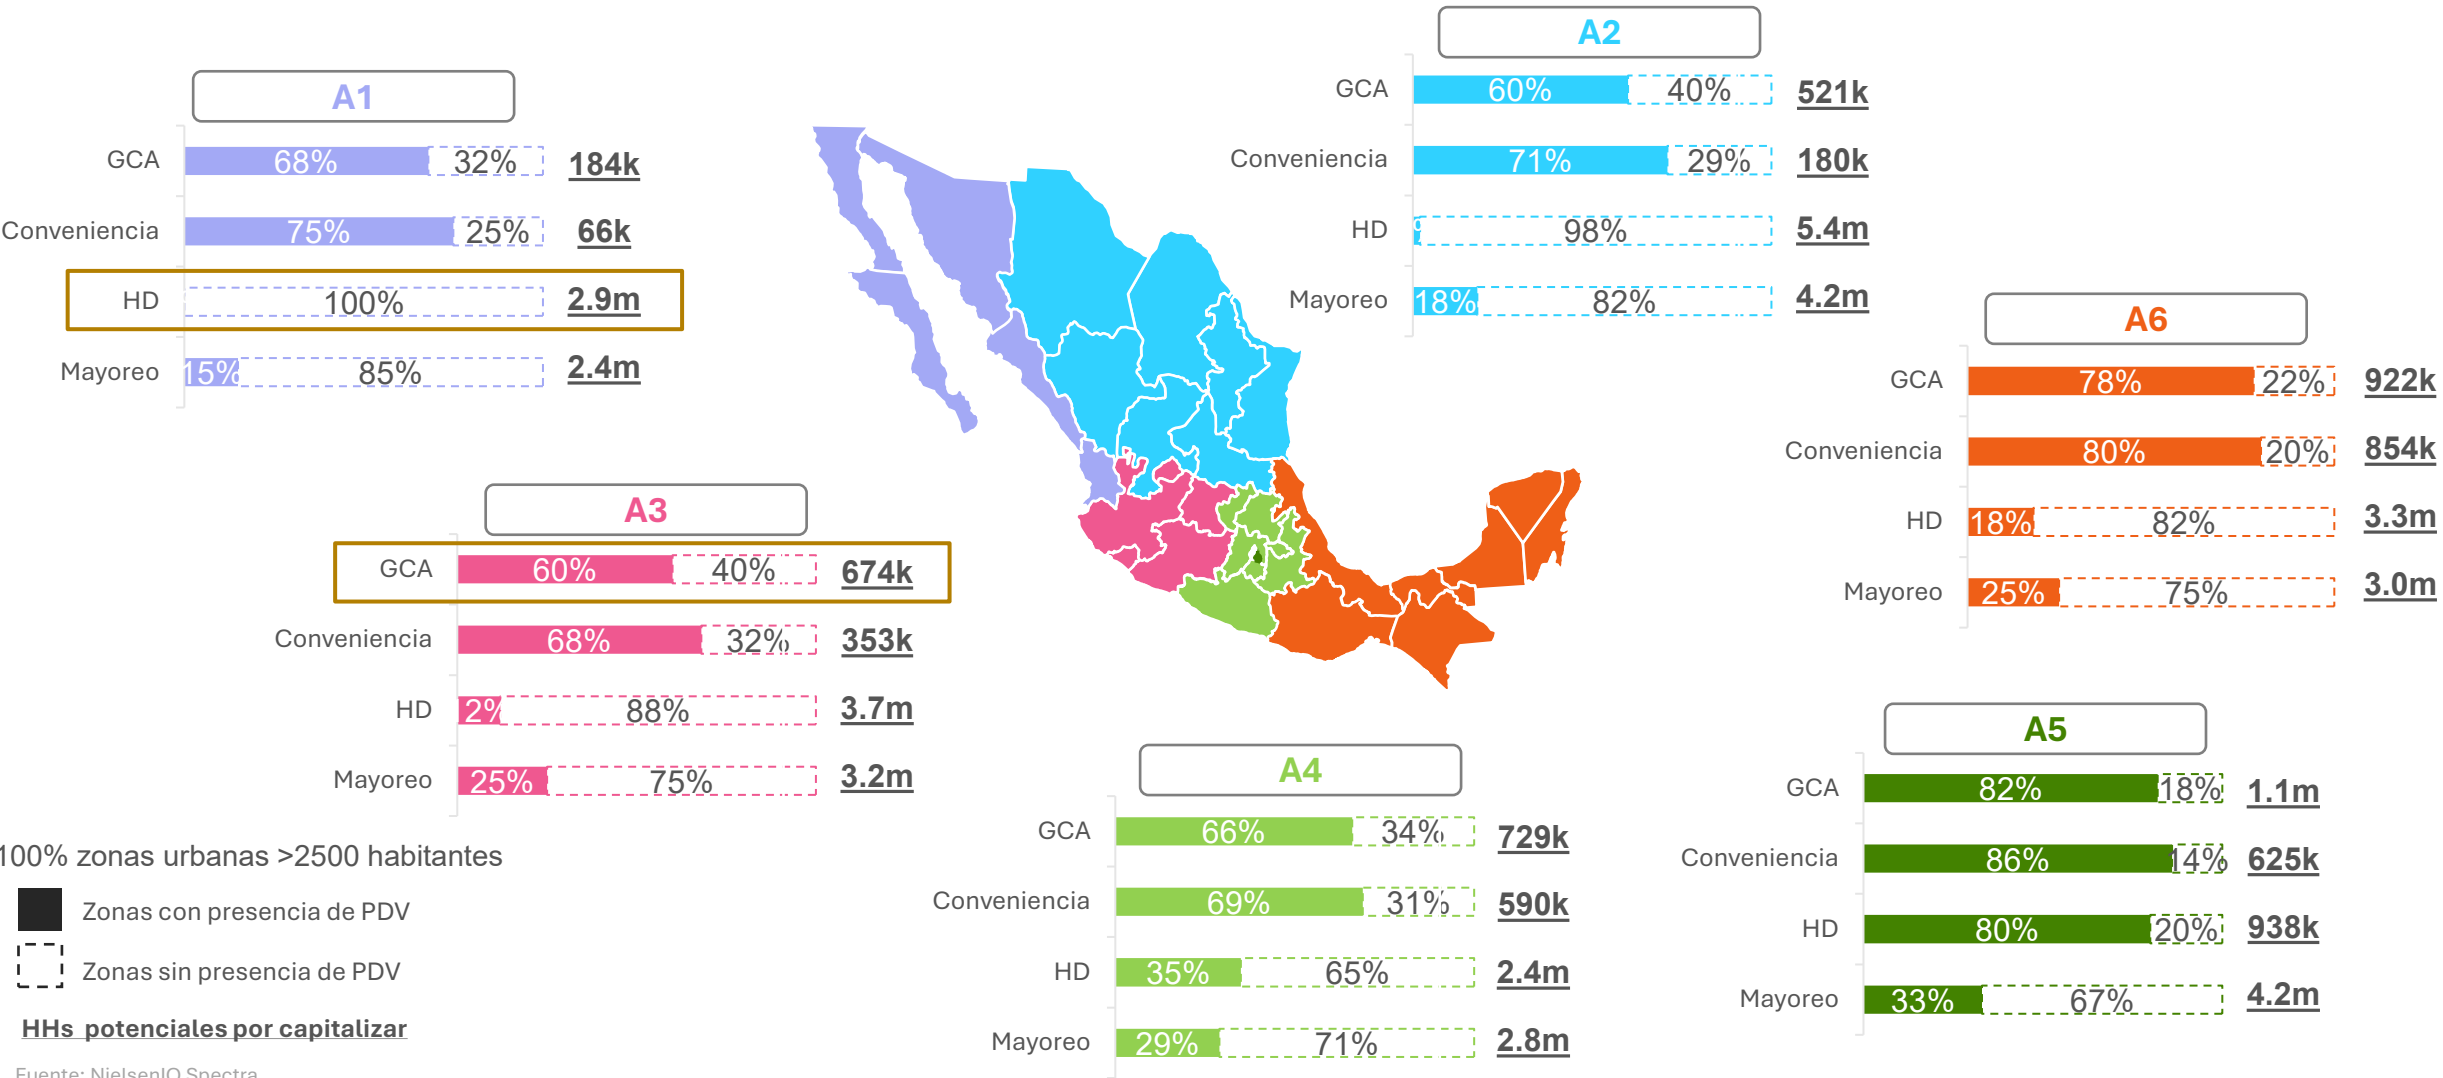 A1
GCA 68% 32% 184k
Conveniencia 75% 25% 66k
HD 100% 2.9m
Mayoreo 15% 85% 2.4m
A2
GCA 60% 40% 521k
Conveniencia 71% 29% 180k
HD 98% 5.4m
Mayoreo 18% 82% 4.2m
A6
GCA 78% 22% 922k
Conveniencia 80% 20% 854k
HD 18% 82% 3.3m
Mayoreo 25% 75% 3.0m
A3
GCA 60% 40% 674k
Conveniencia 68% 32% 353k
HD 2% 88% 3.7m
Mayoreo 25% 75% 3.2m
A4
GCA 66% 34% 729k
Conveniencia 69% 31% 590k
HD 35% 65% 2.4m
Mayoreo 29% 71% 2.8m
A5
GCA 82% 18% 1.1m
Conveniencia 86% 14% 625k
HD 80% 20% 938k
Mayoreo 33% 67% 4.2m
100% zonas urbanas >2500 habitantes
Zonas con presencia de PDV
Zonas sin presencia de PDV
HHs potenciales por capitalizar
Fuente: NielsenIQ Spectra